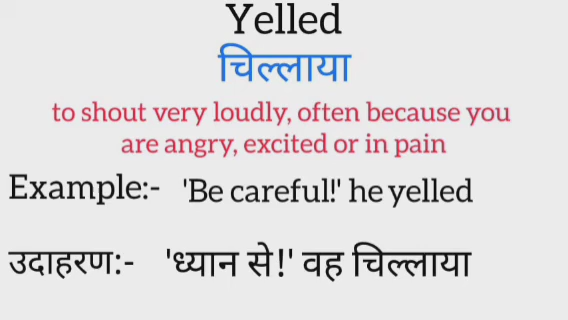 Yelled
चिल्लाया
to shout very loudly, often because you
are angry, excited or in pain
Example:- 'Be careful!' he yelled
उदाहरण:- 'ध्यान से!' वह चिल्लाया